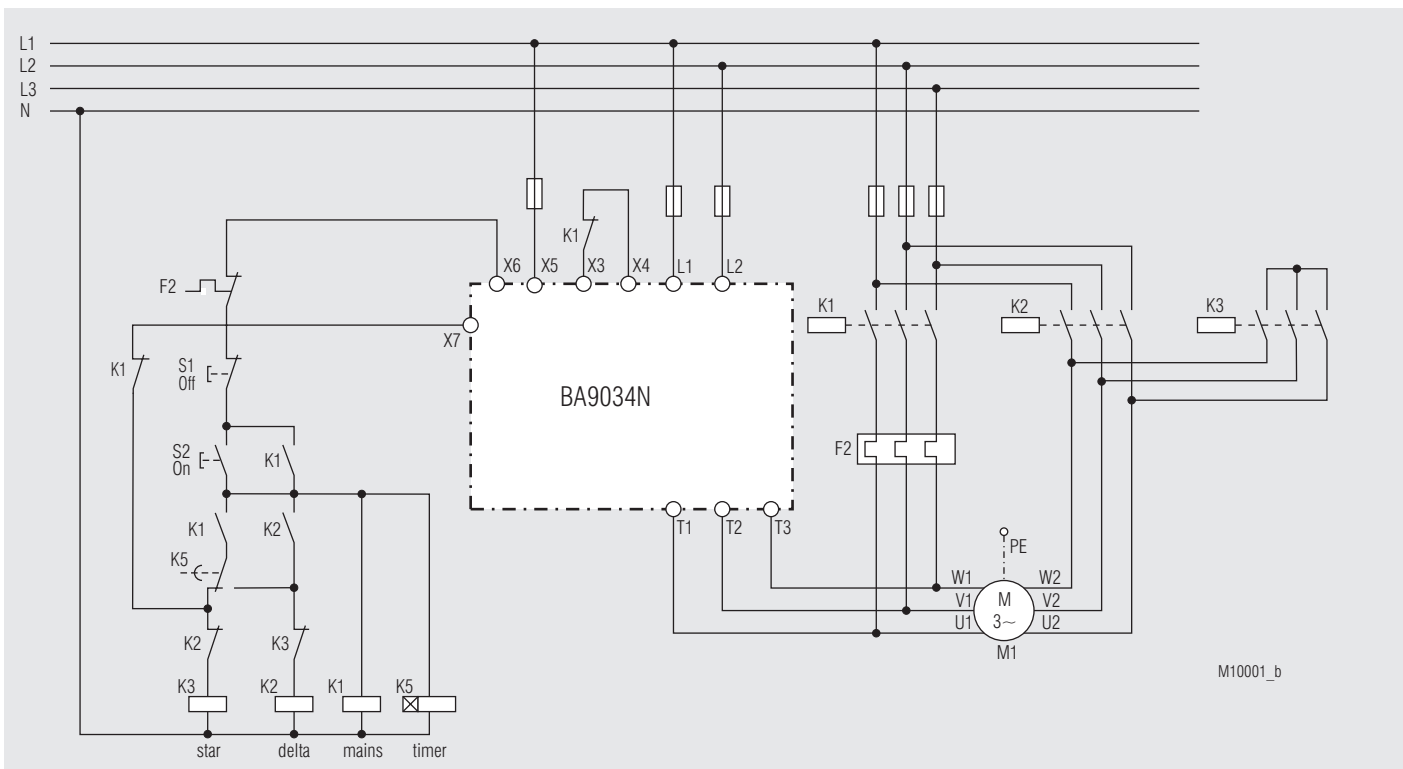 L1
L2
L3
N
K1
X6
X5
X3
X4
L1
L2
F2
X7
K1
K2
K3
K1
S1
Off
BA9034N
S2
On
K1
F2
K1
K2
T1
T2
T3
K5
PE
W1
W2
V1
M
V2
U1
3~
U2
K2
K3
M1
M10001_b
K3
K2
K1
K5
star
delta
mains
timer